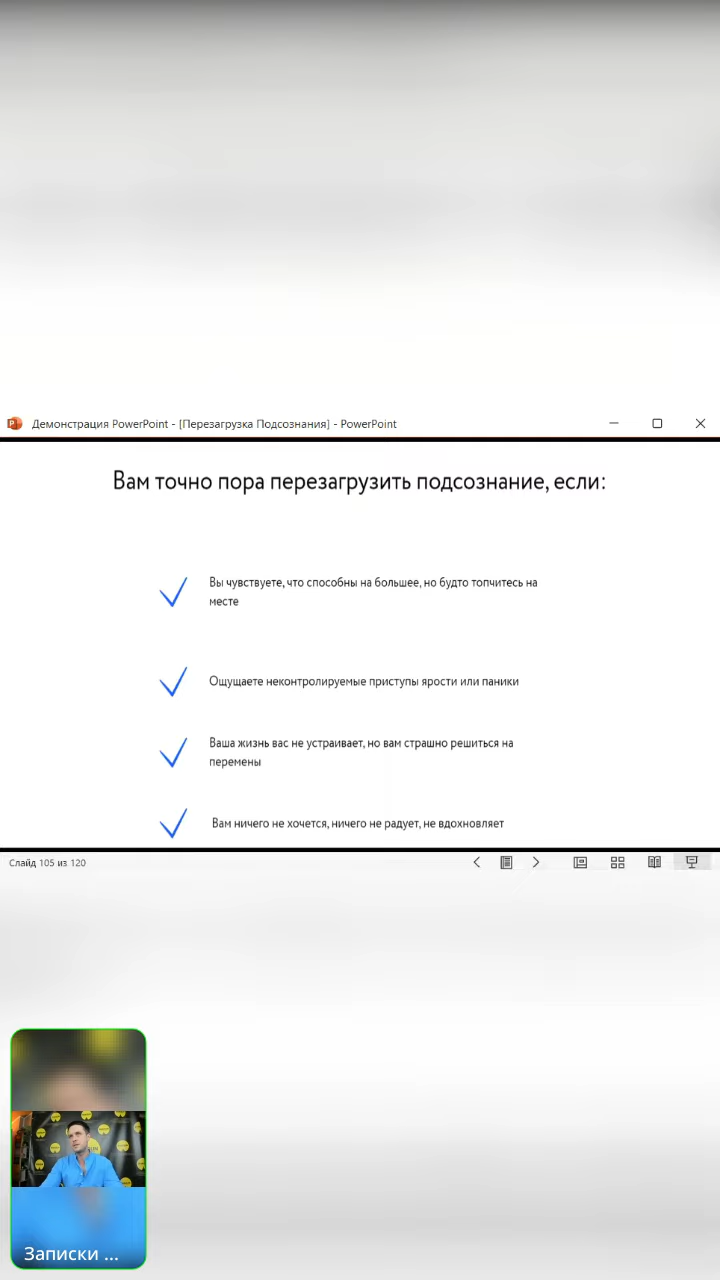 Демонстрация PowerPoint - [Перезагрузка Подсознания] - PowerPoint
Вам точно пора перезагрузить подсознание, если:
Вы чувствуете, что способны на большее, но будто топчитесь на
месте
Ощущаете неконтролируемые приступы ярости или паники
Ваша жизнь вас не устраивает, но вам страшно решиться на
перемены
Вам ничего не хочется, ничего не радует, не вдохновляет
Слайд 105 из 120
Записки ...